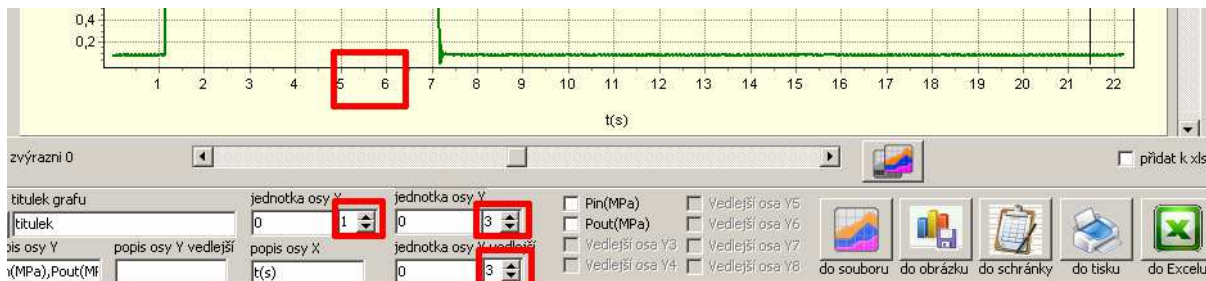 0,4
0,2
1 2 3 4 5 6 7 8 9 10 11 12 13 14 15 16 17 18 19 20 21 22
t(s)
zvýrazni 0
přidat k xls
titulek grafu jednotka osy X jednotka osy Y Pin(MPa) Vedlejší osa Y5
titulek 0 1 0 3 Pout(MPa) Vedlejší osa Y6
popis osy Y vedlejší popis osy X jednotka osy Y vedlejší Vedlejší osa Y3 Vedlejší osa Y7
osy Y
(MPa),Pout(MF t(s) 0 3 Vedlejší osa Y4 Vedlejší osa Y8
do souboru do obrázku do schránky do tisku do Excelu